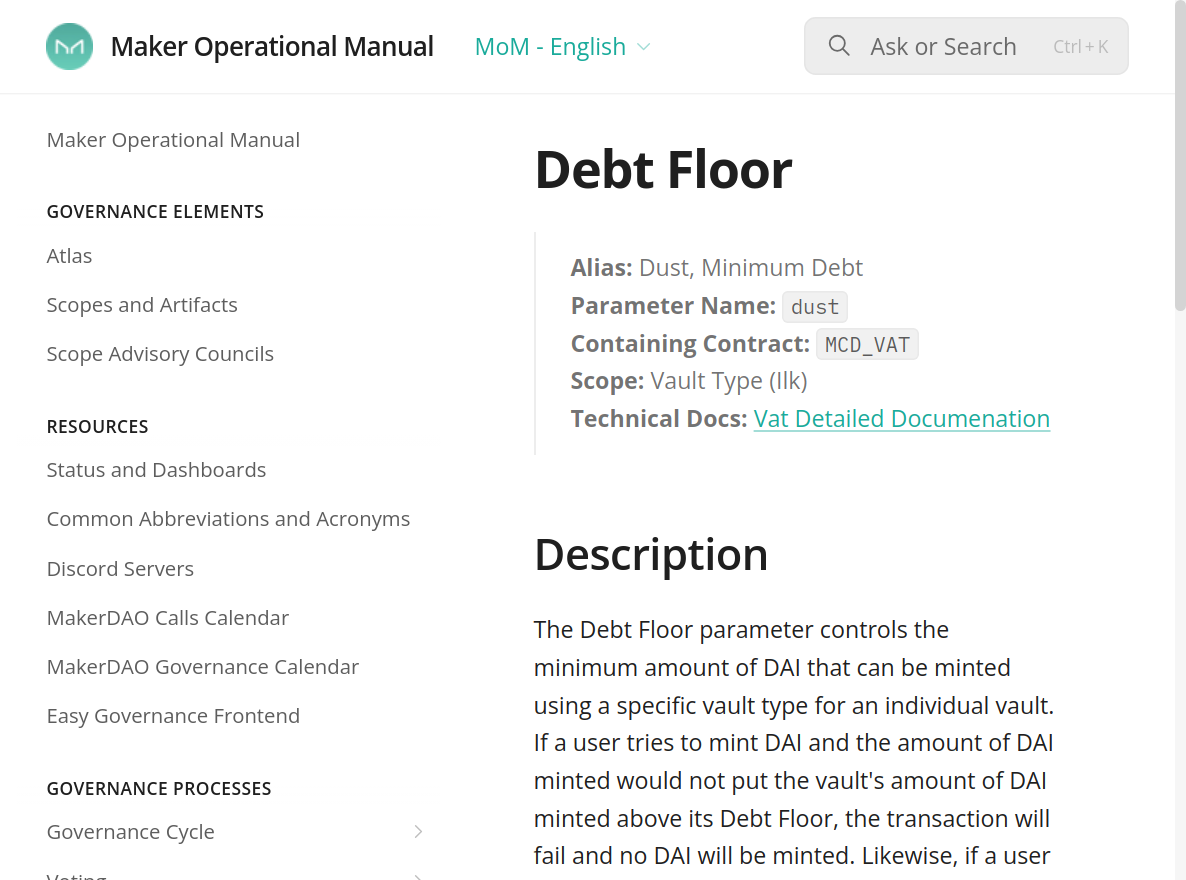 Maker Operational Manual
MoM - English
Ask or Search
Ctrl + K
Maker Operational Manual
GOVERNANCE ELEMENTS
Atlas
Scopes and Artifacts
Scope Advisory Councils
RESOURCES
Status and Dashboards
Common Abbreviations and Acronyms
Discord Servers
MakerDAO Calls Calendar
MakerDAO Governance Calendar
Easy Governance Frontend
GOVERNANCE PROCESSES
Governance Cycle
Voting
Debt Floor
Alias: Dust, Minimum Debt
Parameter Name: dust
Containing Contract: MCD_VAT
Scope: Vault Type (Ilk)
Technical Docs: Vat Detailed Documenation
Description
The Debt Floor parameter controls the
minimum amount of DAI that can be minted
using a specific vault type for an individual vault.
If a user tries to mint DAI and the amount of DAI
minted would not put the vault's amount of DAI
minted above its Debt Floor, the transaction will
fail and no DAI will be minted. Likewise, if a user